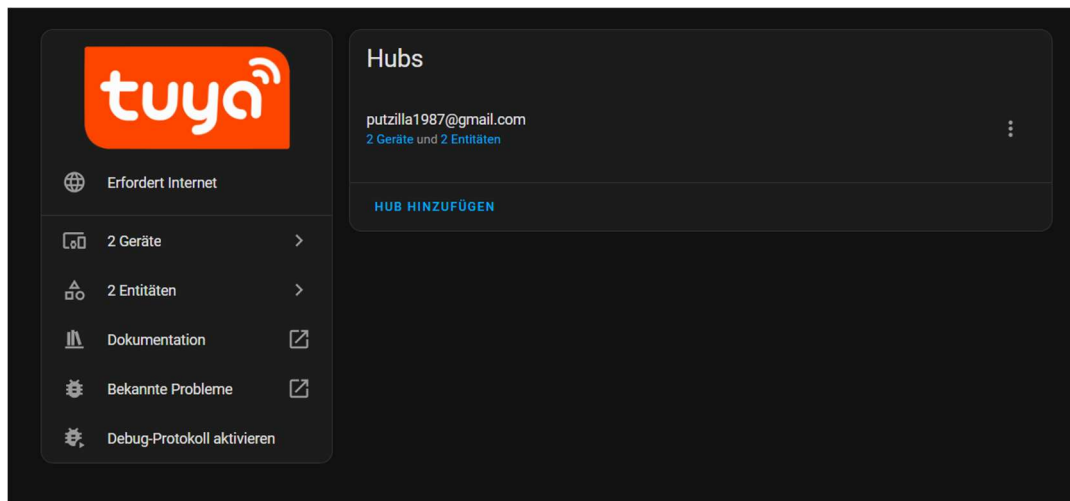 tuya
Erfordert Internet
2 Geräte
2 Entitäten
Dokumentation
Bekannte Probleme
Debug-Protokoll aktivieren
Hubs
putzilla1987@gmail.com
2 Geräte und 2 Entitäten
HUB HINZUFÜGEN